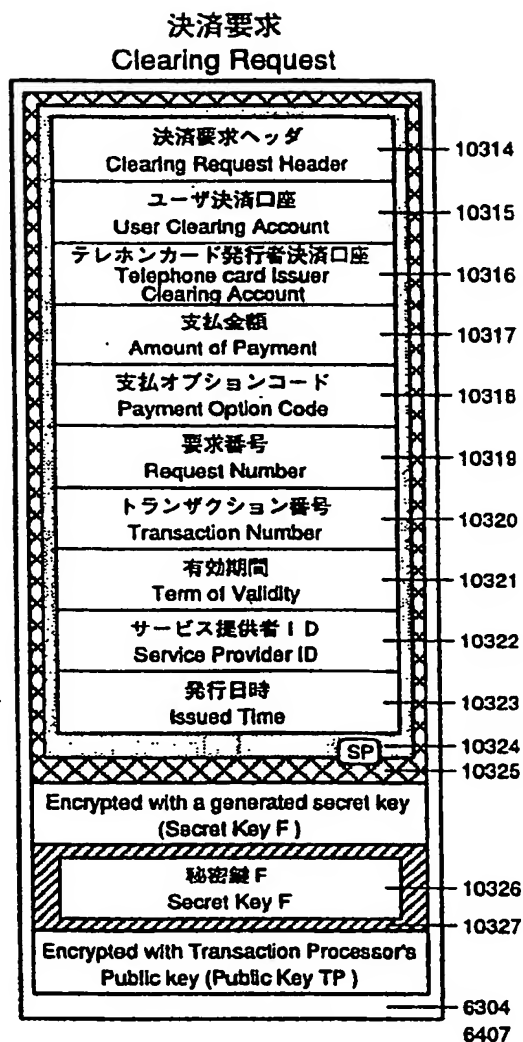 決済要求
Clearing Request
決済要求ヘッダ
Clearing Request Header
10314
ユーザ決済口座
User Clearing Account
10315
テレホンカード発行者決済口座
Telephone card Issuer
Clearing Account
10316
支払金額
Amount of Payment
10317
支払オプションコード
Payment Option Code
10318
要求番号
Request Number
10319
トランザクション番号
Transaction Number
10320
有効期間
Term of Validity
10321
サービス提供者ID
Service Provider ID
10322
発行日時
Issued Time
10323
SP
10324
10325
Encrypted with a generated secret key
(Secret Key F )
秘密鍵 F
Secret Key F
10326
10327
Encrypted with Transaction Processor's
Public key (Public Key TP )
6304
6407